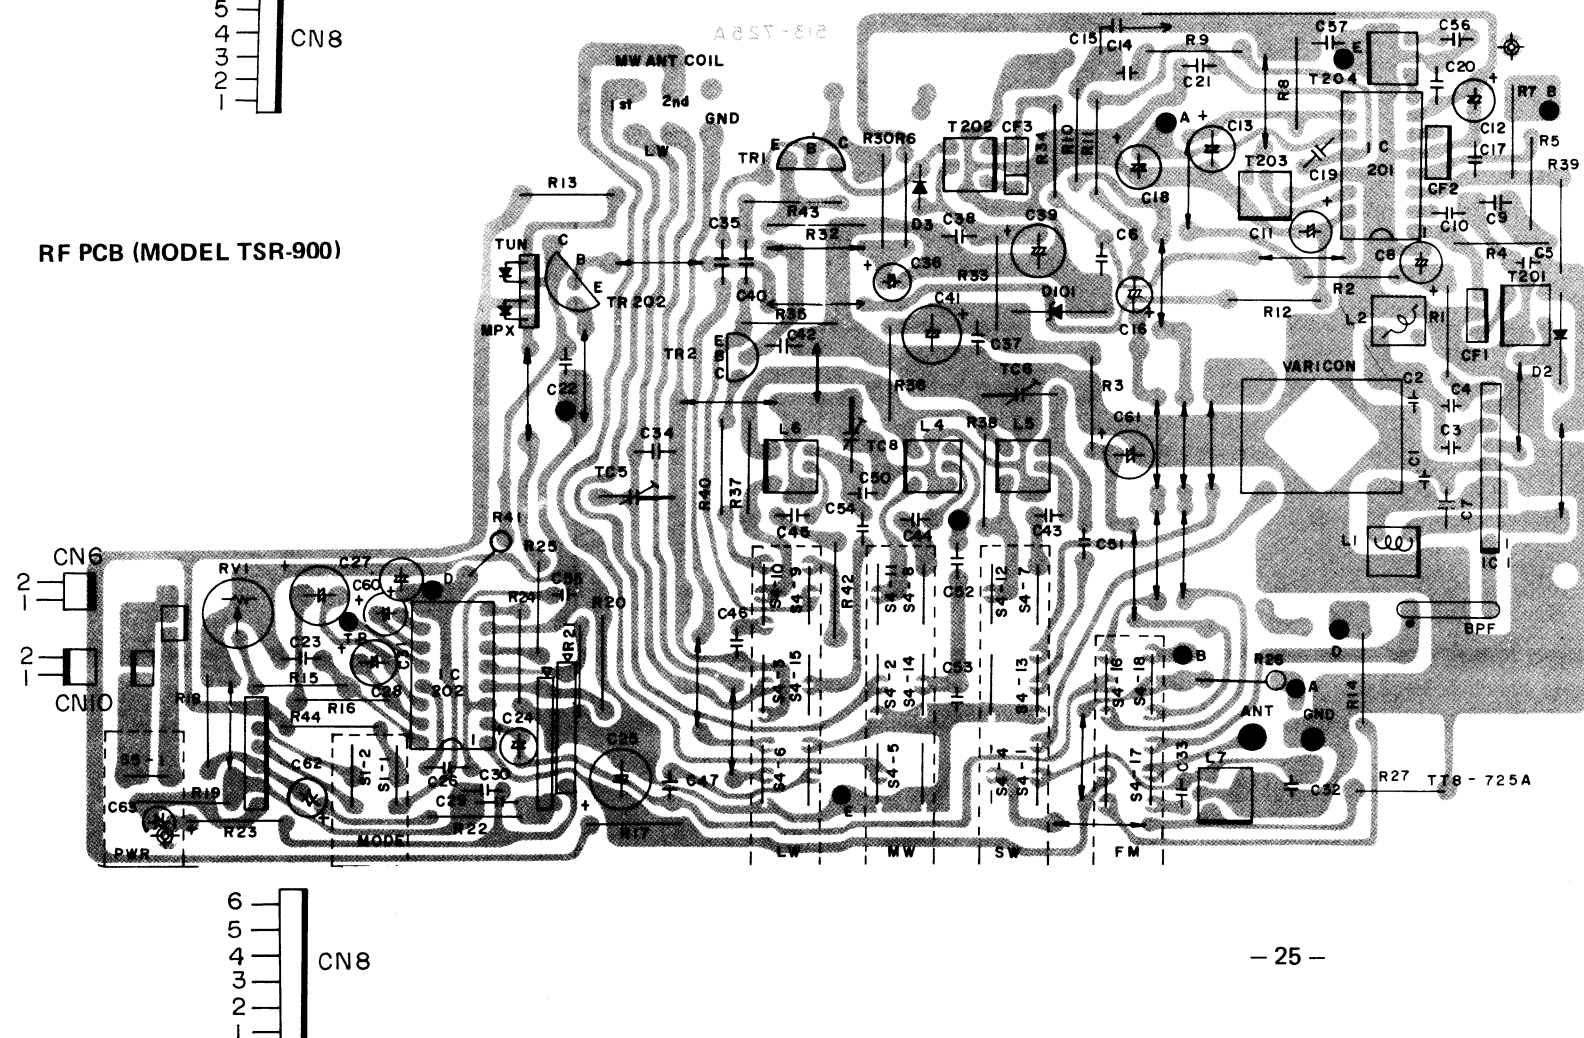 5
4
3
2
1
CN8
513-725A
MW ANT COIL
1st 2nd
GND
LW
C15
C14
R9
C21
C57
E
T204
C56
C20
R8
R7 B
C12
C17
R5
R39
A
C13
T203
C19
IC
201
CF2
C10
C9
E B C
TR1
R30 R6
T202
CF3
R34
R10
R11
C18
R13
R43
R32
C35
D3
C38
C39
C6
C11
C8
R4
C5
T201
RF PCB (MODEL TSR-900)
TUN
MPX
C
B
E
TR202
C40
C36
R33
D101
C16
R2
R12
L2
R1
CF1
D2
C41
R35
C42
C37
TR2
E
B
C
TC6
R36
R3
VARICON
C22
C2
C4
C3
C1
C7
C34
L6
TC8
L4
R38
L5
C61
TC5
R40
R37
C50
C54
C45
C44
C43
C51
L1
IC
BPF
R41
R25
CN6
2
1
RV1
C27
C60
D
C55
R24
R20
S4-10
S4-9
R42
S4-11
S4-8
C52
S4-12
S4-7
C23
TP
C31
C46
2
1
CN10
R15
C28
IC
202
R16
R18
R44
S4-3
S4-15
S4-2
S4-14
C53
S4-13
S4-16
S4-18
B
R26
A
D
R14
ANT
GND
C24
C25
S5-1
C62
S1-2
S1-1
C26
C30
C29
C47
S4-6
S4-5
S4-4
S4-1
S4-17
C33
L7
C32
R27
TT8-725A
R19
C63
R23
R22
R17
E
PWR
MODE
LW
MW
SW
FM
6
5
4
3
2
1
CN8
— 25 —